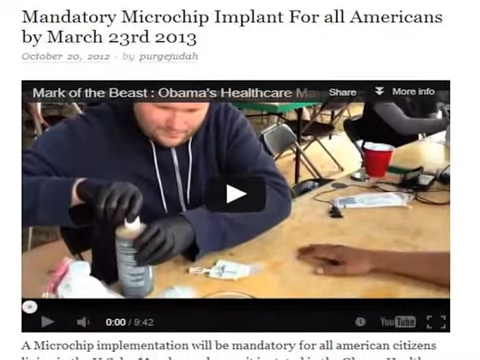 Mandatory Microchip Implant For all Americans
by March 23rd 2013
October 20, 2012 · by purgejudah
Mark of the Beast : Obama's Healthcare Ma Share More info
0:00 / 9:42 YouTube
A Microchip implementation will be mandatory for all american citizens